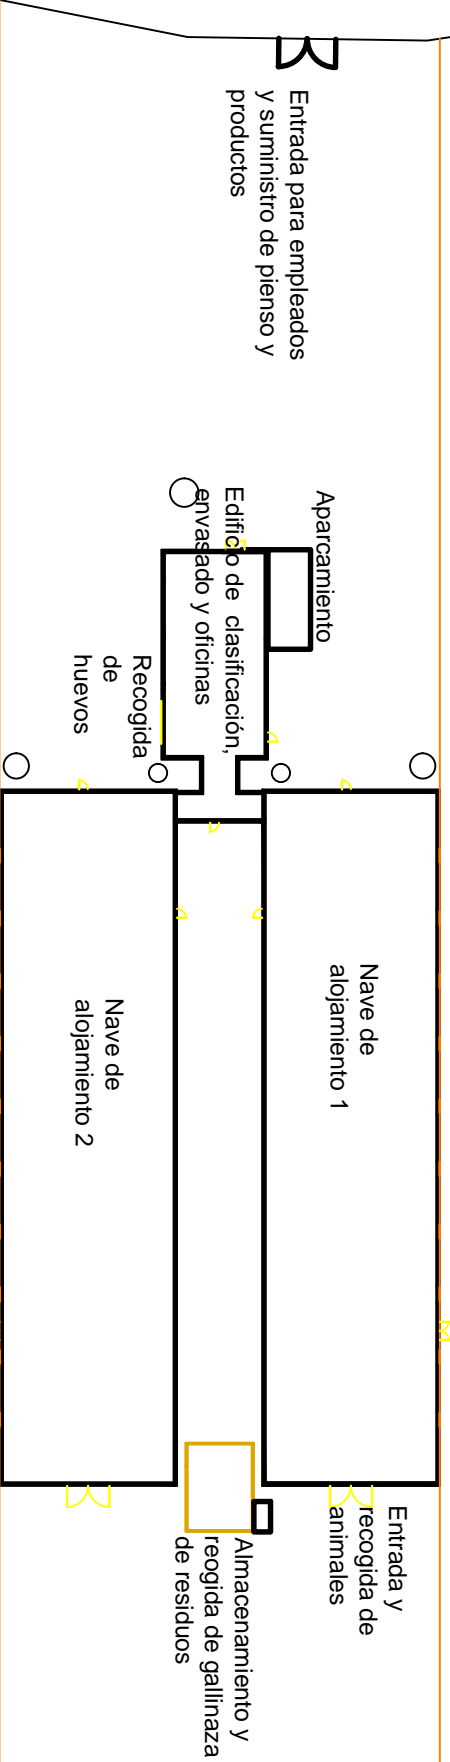 Entrada para empleados
y suministro de pienso y
productos
Aparcamiento
Edificio de clasificación,
envasado y oficinas
Recogida
de
huevos
Nave de
alojamiento 1
Nave de
alojamiento 2
Entrada y
recogida de
animales
Almacenamiento y
reogida de gallinaza
de residuos